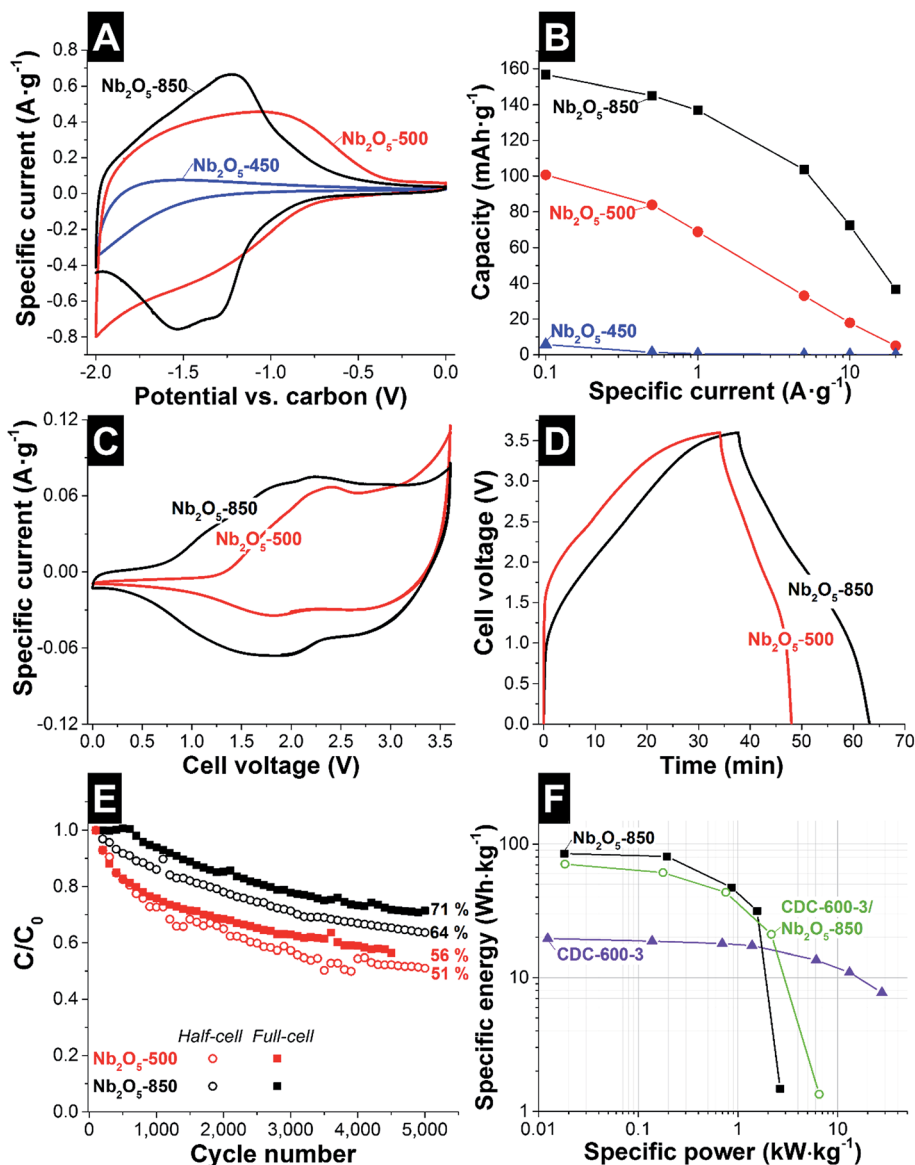 A
0.8
0.6
0.4
0.2
0.0
-0.2
-0.4
-0.6
-0.8
Specific current (A·g⁻¹)
Nb₂O₅-850
Nb₂O₅-500
Nb₂O₅-450
-2.0
-1.5
-1.0
-0.5
0.0
Potential vs. carbon (V)
B
160
140
120
100
80
60
40
20
0
Capacity (mAh·g⁻¹)
Nb₂O₅-850
Nb₂O₅-500
Nb₂O₅-450
0.1
1
10
Specific current (A·g⁻¹)
C
0.12
0.06
0.00
-0.06
-0.12
Specific current (A·g⁻¹)
Nb₂O₅-850
Nb₂O₅-500
0.0
0.5
1.0
1.5
2.0
2.5
3.0
3.5
Cell voltage (V)
D
3.5
3.0
2.5
2.0
1.5
1.0
0.5
0.0
Cell voltage (V)
Nb₂O₅-850
Nb₂O₅-500
0
10
20
30
40
50
60
70
Time (min)
E
1.0
0.8
0.6
0.4
0.2
0.0
C/C₀
71 %
64 %
56 %
51 %
Half-cell Full-cell
Nb₂O₅-500
Nb₂O₅-850
0
1,000
2,000
3,000
4,000
5,000
Cycle number
F
100
10
1
Specific energy (Wh·kg⁻¹)
Nb₂O₅-850
CDC-600-3/
Nb₂O₅-850
CDC-600-3
0.01
0.1
1
10
Specific power (kW·kg⁻¹)